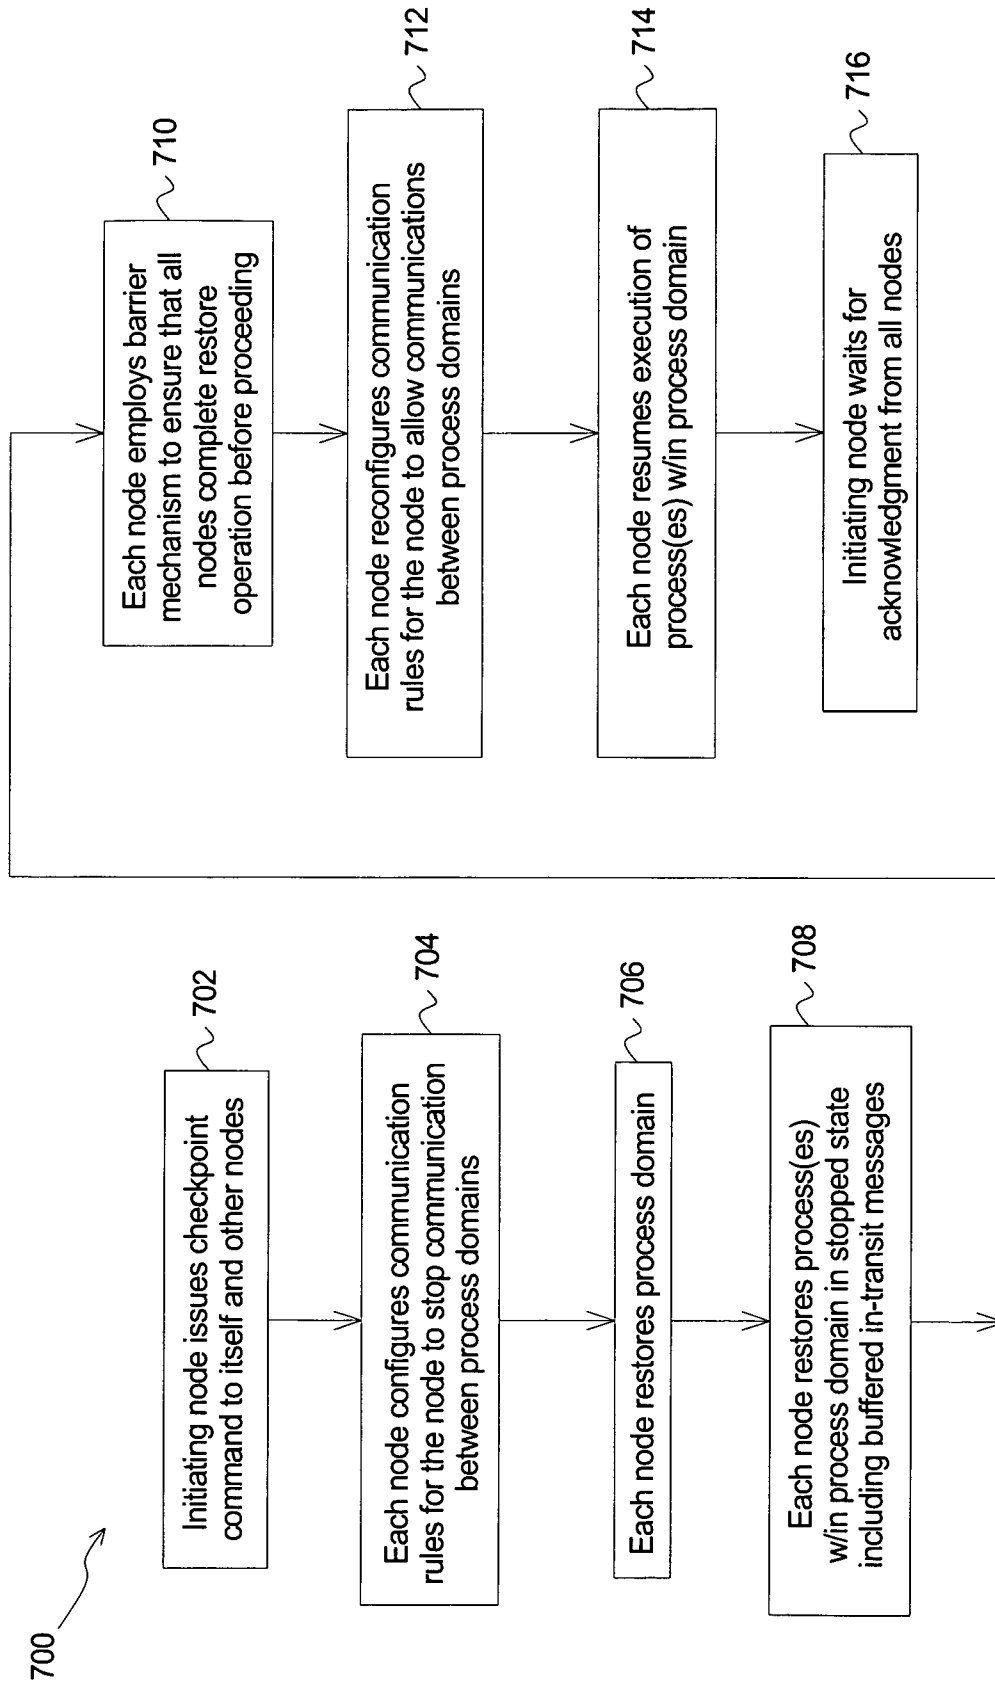 700
Initiating node issues checkpoint
command to itself and other nodes
702
Each node configures communication
rules for the node to stop communication
between process domains
704
Each node restores process domain
706
Each node restores process(es)
w/in process domain in stopped state
including buffered in-transit messages
708
Each node employs barrier
mechanism to ensure that all
nodes complete restore
operation before proceeding
710
Each node reconfigures communication
rules for the node to allow communications
between process domains
712
Each node resumes execution of
process(es) w/in process domain
714
Initiating node waits for
acknowledgment from all nodes
716